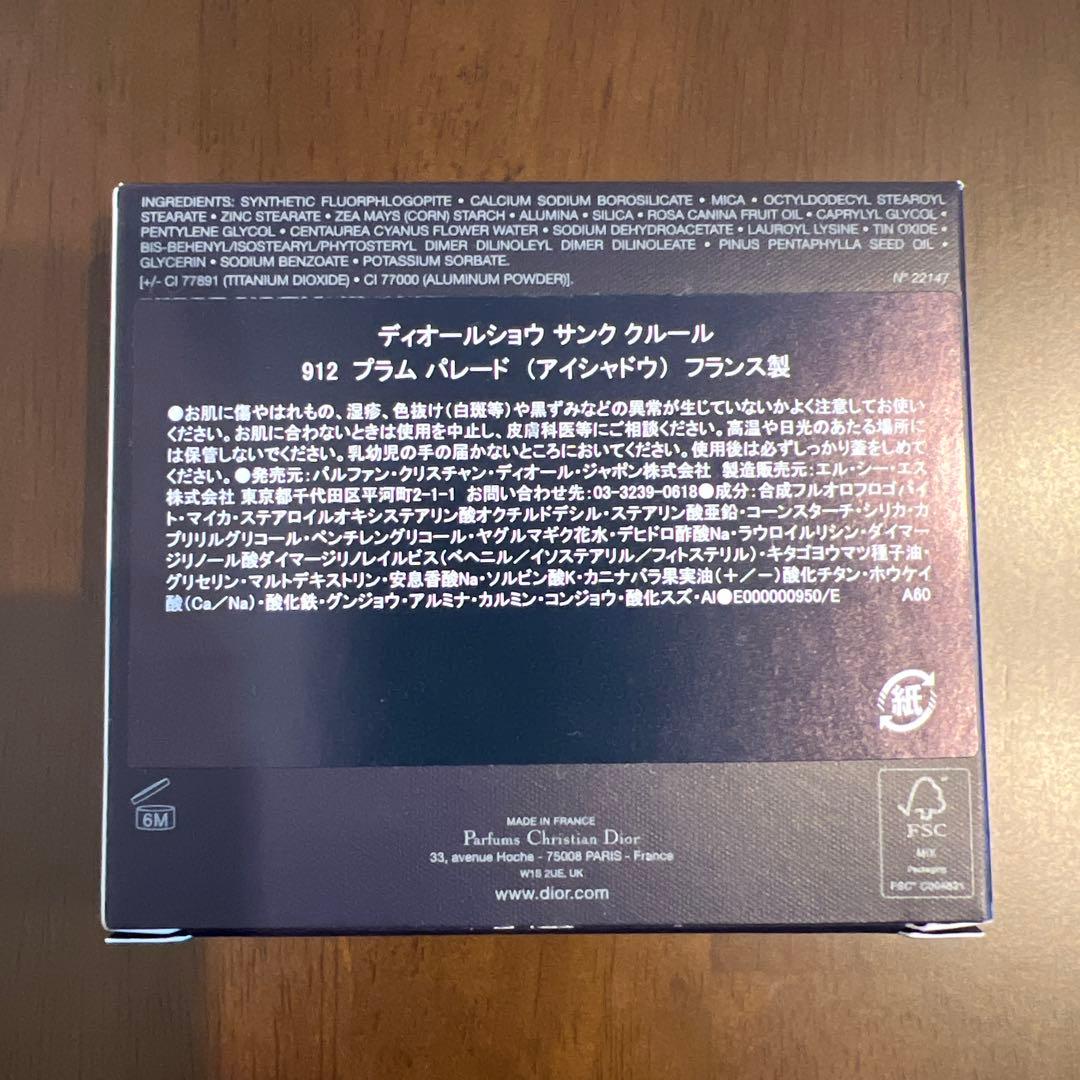 INGREDIENTS: SYNTHETIC FLUORPHLOGOPITE • CALCIUM SODIUM BOROSILICATE • MICA • OCTYLDODECYL STEAROYL
STEARATE • ZINC STEARATE • ZEA MAYS (CORN) STARCH • ALUMINA • SILICA • ROSA CANINA FRUIT OIL • CAPRYLYL GLYCOL •
PENTYLENE GLYCOL • CENTAUREA CYANUS FLOWER WATER • SODIUM DEHYDROACETATE • LAUROYL LYSINE • TIN OXIDE •
BIS-BEHENYL/ISOSTEARYL/PHYTOSTERYL DIMER DILINOLEYL DIMER DILINOLEATE • PINUS PENTAPHYLLA SEED OIL •
GLYCERIN • SODIUM BENZOATE • POTASSIUM SORBATE.
[+/- CI 77891 (TITANIUM DIOXIDE) • CI 77000 (ALUMINUM POWDER)]. N° 22147
ディオールショウ サンク クルール
912 プラム パレード （アイシャドウ） フランス製
●お肌に傷やはれもの、湿疹、色抜け（白斑等）や黒ずみなどの異常が生じていないかよく注意してお使い
ください。お肌に合わないときは使用を中止し、皮膚科医等にご相談ください。高温や日光のあたる場所に
は保管しないでください。乳幼児の手の届かないところにおいてください。使用後は必ずしっかり蓋をしめて
ください。●発売元：パルファン・クリスチャン・ディオール・ジャポン株式会社 製造販売元：エル・シー・エス
株式会社 東京都千代田区平河町2-1-1 お問い合わせ先：03-3239-0618●成分：合成フルオロフロゴパイ
ト・マイカ・ステアロイルオキシステアリン酸オクチルドデシル・ステアリン酸亜鉛・コーンスターチ・シリカ・カ
プリリルグリコール・ペンチレングリコール・ヤグルマギク花水・デヒドロ酢酸Na・ラウロイルリシン・ダイマー
ジリノール酸ダイマージリノレイルビス（ベヘニル／イソステアリル／フィトステリル）・キタゴヨウマツ種子油・
グリセリン・マルトデキストリン・安息香酸Na・ソルビン酸K・カニナバラ果実油（＋／－）酸化チタン・ホウケイ
酸（Ca／Na）・酸化鉄・グンジョウ・アルミナ・カルミン・コンジョウ・酸化スズ・Al●E000000950/E A60
紙
6M
MADE IN FRANCE
Parfums Christian Dior
33, avenue Hoche - 75008 PARIS - France
W1S 2UE, UK
www.dior.com
FSC
MIX
Packaging
FSC™